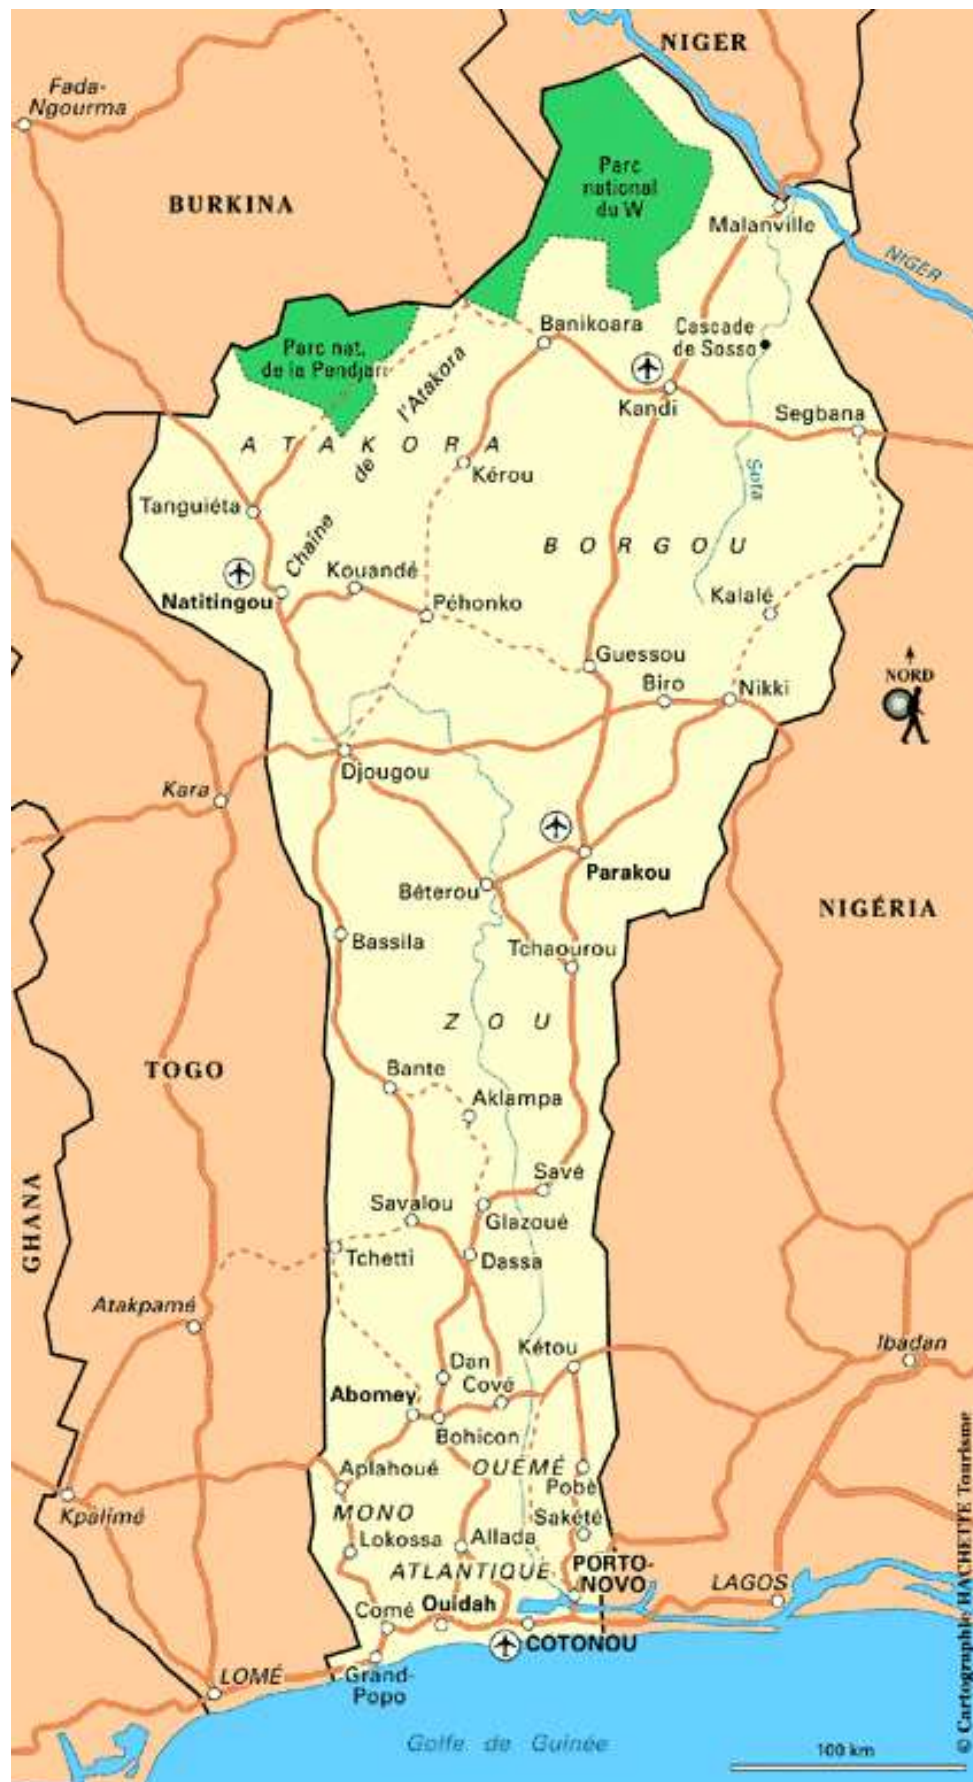 NIGER
Fada-
Ngourma
BURKINA
Parc
national
du W
Malanville
NIGER
Parc nat.
de la Pendjari
Banikoara
Cascade
de Sosso
Kandi
Segbana
ATAKORA
Chaîne de l'Atakora
Kérou
Sota
Tanguiéta
BORGOU
Natitingou
Kouandé
Péhonko
Kalalé
Guessou
Biro
Nikki
NORD
Djougou
Kara
Parakou
Béterou
NIGÉRIA
Bassila
Tchaourou
ZOU
TOGO
Bante
Aklampa
GHANA
Savé
Savalou
Glazoué
Tchetti
Dassa
Atakpamé
Ibadan
Kétou
Dan
Cové
Abomey
Bohicon
Aplahoué
OUÉMÉ
Pobè
Kpalimé
MONO
Sakété
Lokossa
Allada
ATLANTIQUE
PORTO-
NOVO
LAGOS
Ouidah
Comé
COTONOU
LOMÉ
Grand-
Popo
Golfe de Guinée
100 km
© Cartographie HACHETTE Tourisme